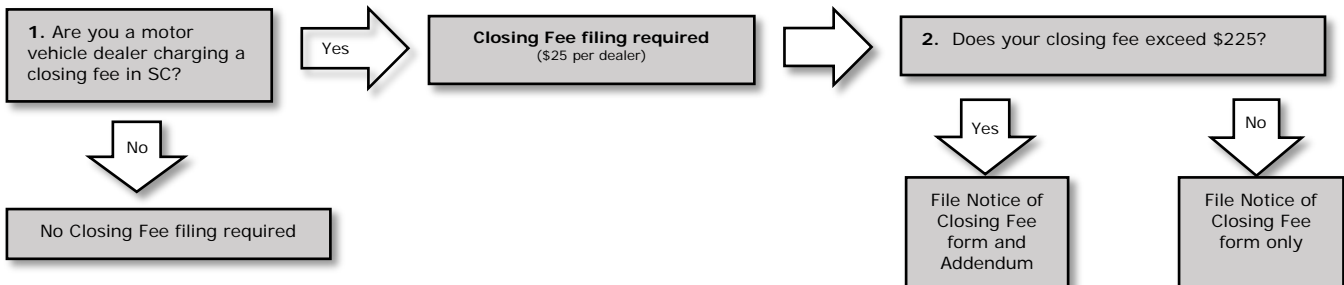 1. Are you a motor
vehicle dealer charging a
closing fee in SC?
Yes
Closing Fee filing required
($25 per dealer)
2. Does your closing fee exceed $225?
No
No Closing Fee filing required
Yes
File Notice of
Closing Fee
form and
Addendum
No
File Notice of
Closing Fee
form only